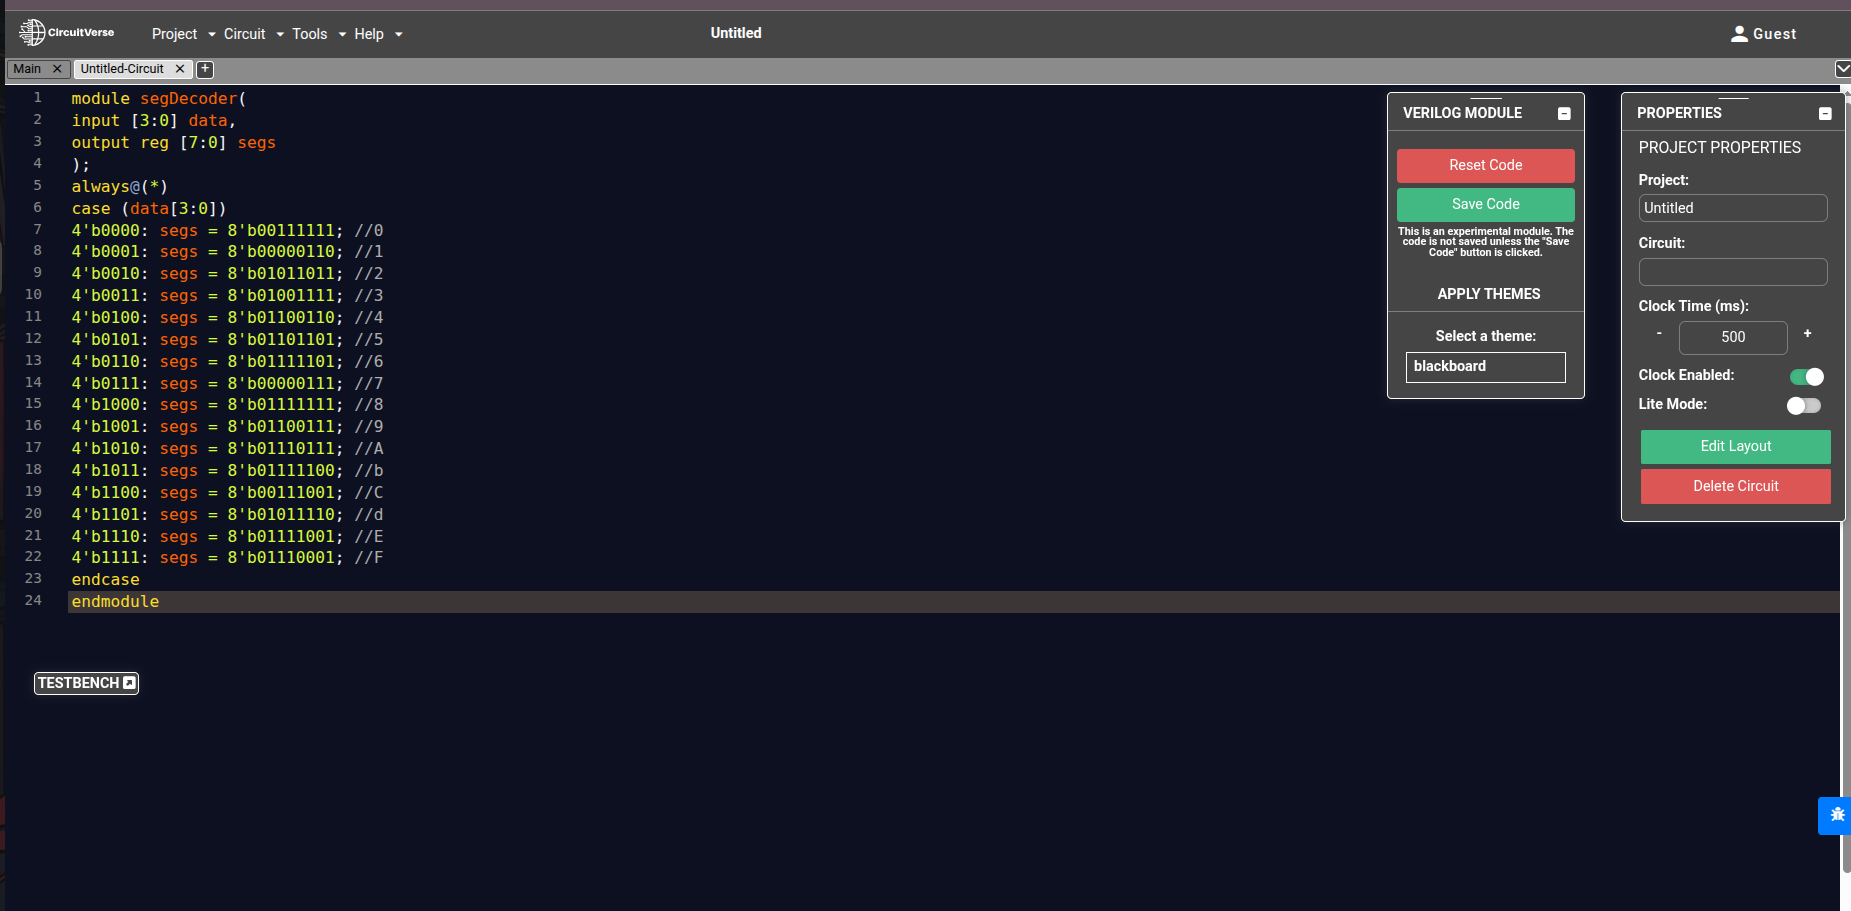 CircuitVerse
Project Circuit Tools Help
Untitled
Guest
Main ✕ Untitled-Circuit ✕ +
1 module segDecoder(
2 input [3:0] data,
3 output reg [7:0] segs
4 );
5 always@(*)
6 case (data[3:0])
7 4'b0000: segs = 8'b00111111; //0
8 4'b0001: segs = 8'b00000110; //1
9 4'b0010: segs = 8'b01011011; //2
10 4'b0011: segs = 8'b01001111; //3
11 4'b0100: segs = 8'b01100110; //4
12 4'b0101: segs = 8'b01101101; //5
13 4'b0110: segs = 8'b01111101; //6
14 4'b0111: segs = 8'b00000111; //7
15 4'b1000: segs = 8'b01111111; //8
16 4'b1001: segs = 8'b01100111; //9
17 4'b1010: segs = 8'b01110111; //A
18 4'b1011: segs = 8'b01111100; //b
19 4'b1100: segs = 8'b00111001; //C
20 4'b1101: segs = 8'b01011110; //d
21 4'b1110: segs = 8'b01111001; //E
22 4'b1111: segs = 8'b01110001; //F
23 endcase
24 endmodule
TESTBENCH
VERILOG MODULE
Reset Code
Save Code
This is an experimental module. The
code is not saved unless the "Save
Code" button is clicked.
APPLY THEMES
Select a theme:
blackboard
PROPERTIES
PROJECT PROPERTIES
Project:
Untitled
Circuit:
Clock Time (ms):
- 500 +
Clock Enabled:
Lite Mode:
Edit Layout
Delete Circuit